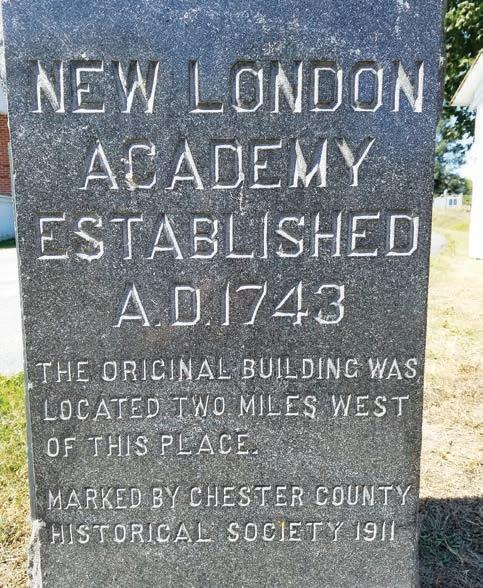 NEW LONDON
ACADEMY
ESTABLISHED
A.D. 1743
THE ORIGINAL BUILDING WAS
LOCATED TWO MILES WEST
OF THIS PLACE.
MARKED BY CHESTER COUNTY
HISTORICAL SOCIETY 1911